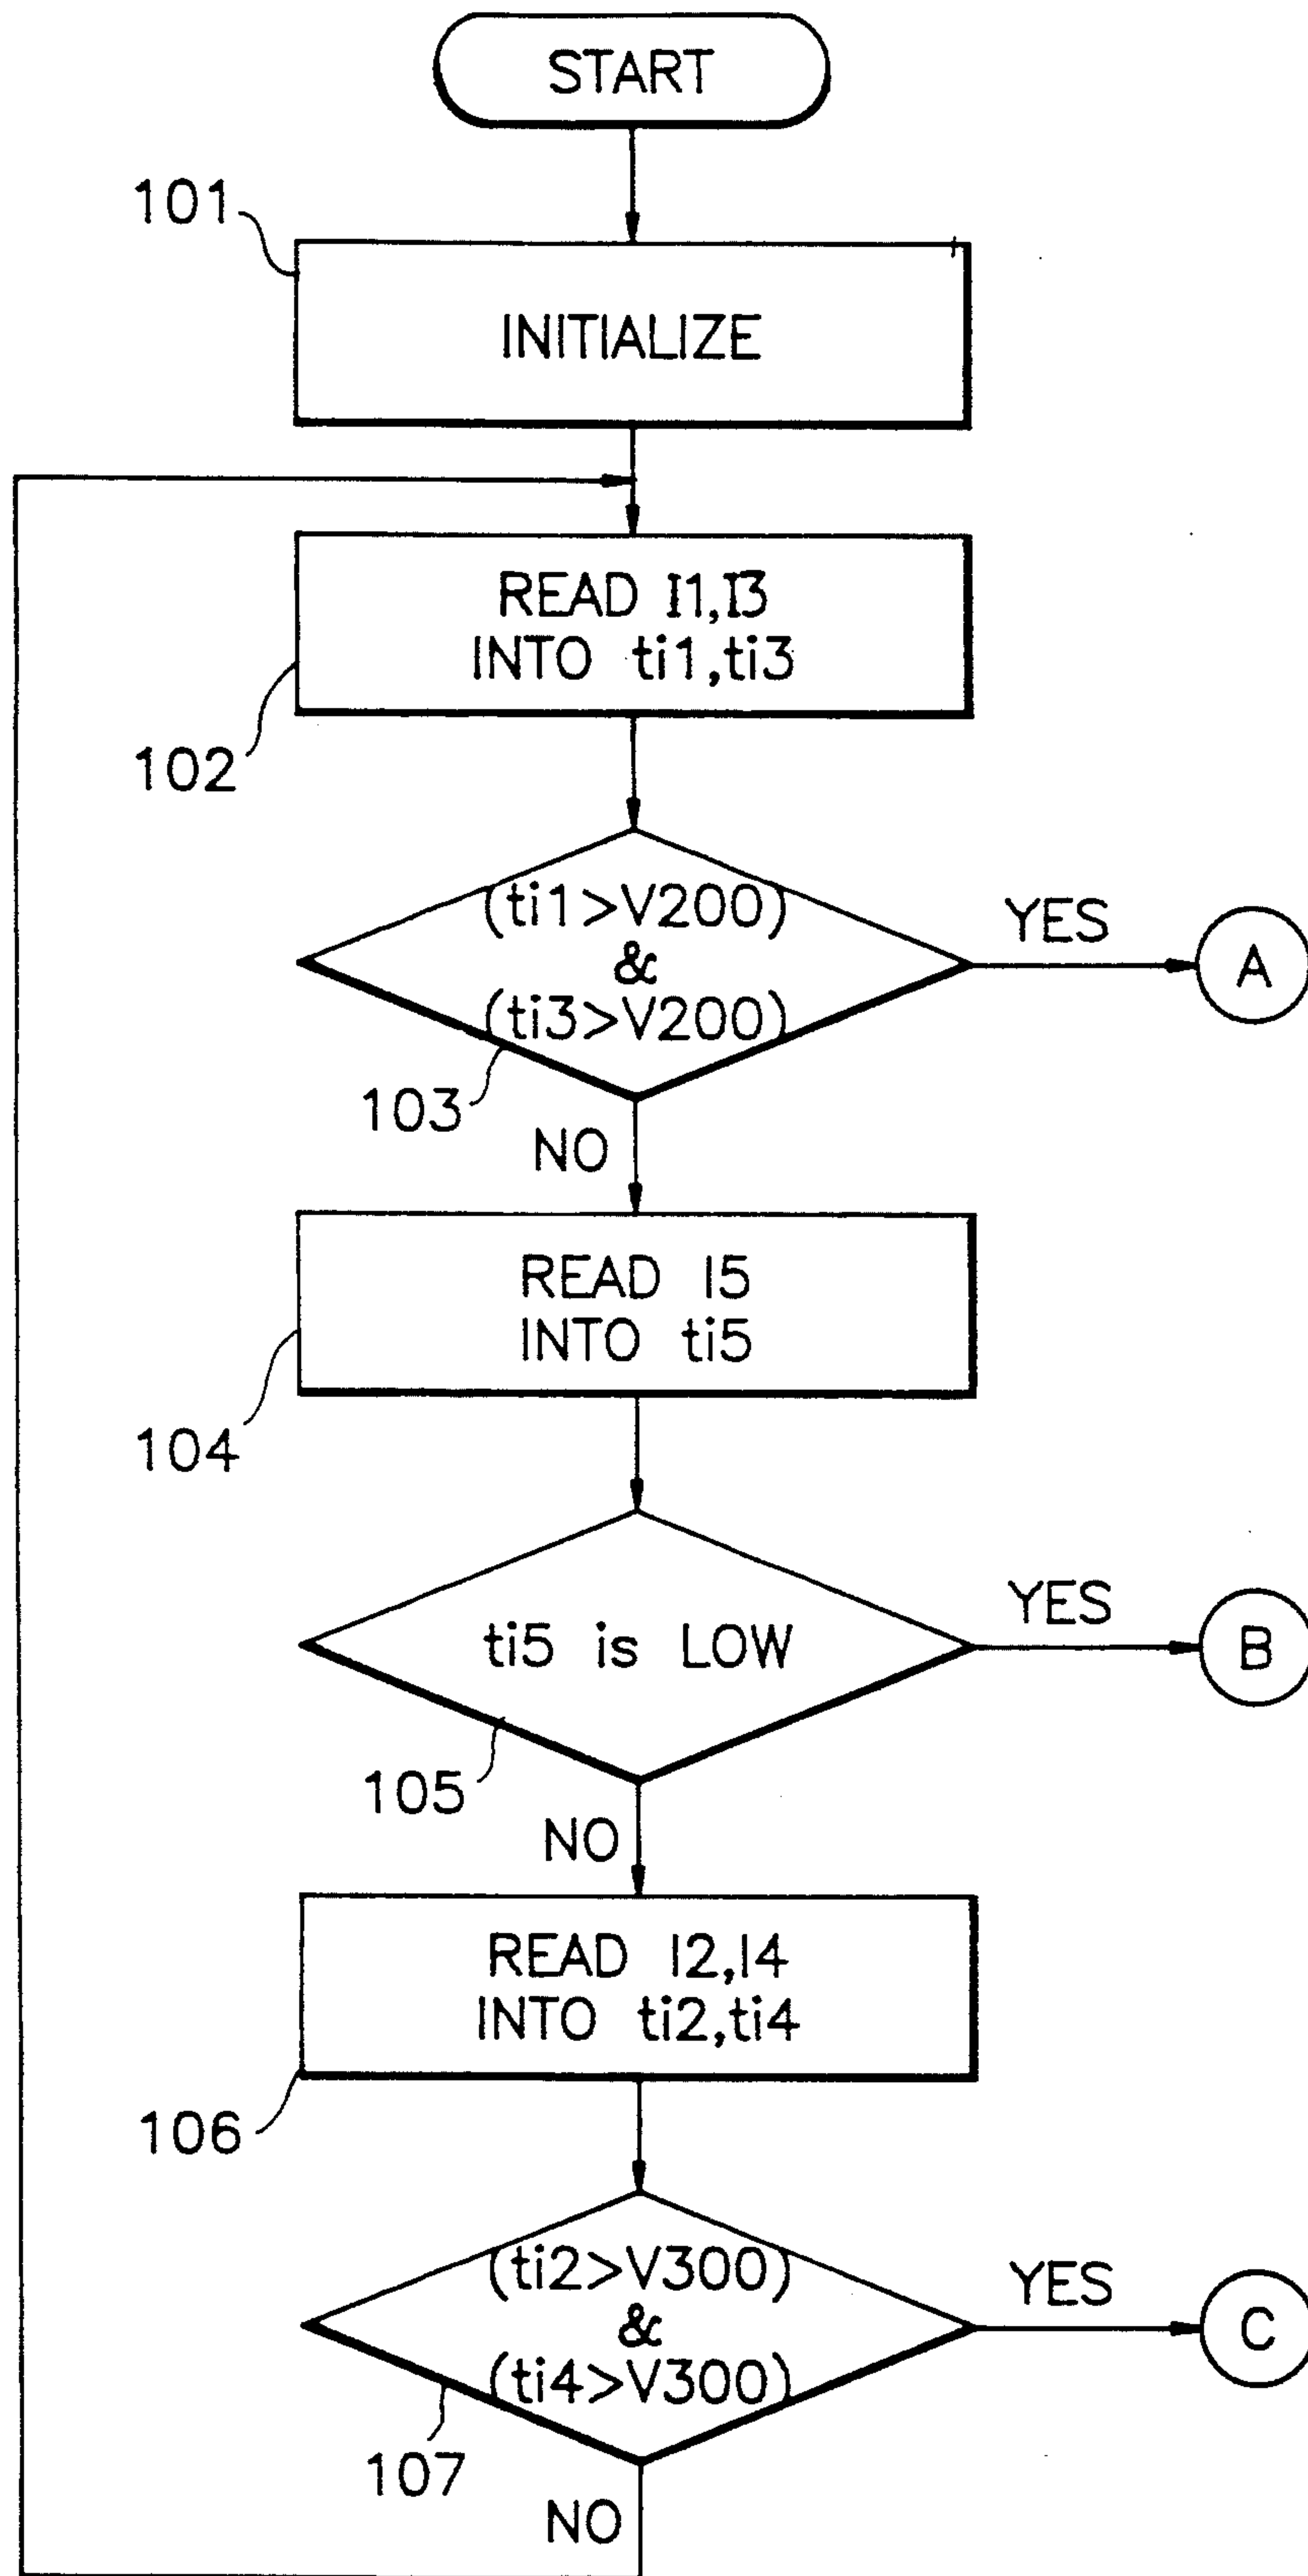 START
101
INITIALIZE
READ I1,I3
INTO ti1,ti3
102
(ti1>V200)
&
(ti3>V200)
YES
A
103
NO
READ I5
INTO ti5
104
ti5 is LOW
YES
B
105
NO
READ I2,I4
INTO ti2,ti4
106
(ti2>V300)
&
(ti4>V300)
YES
C
107
NO